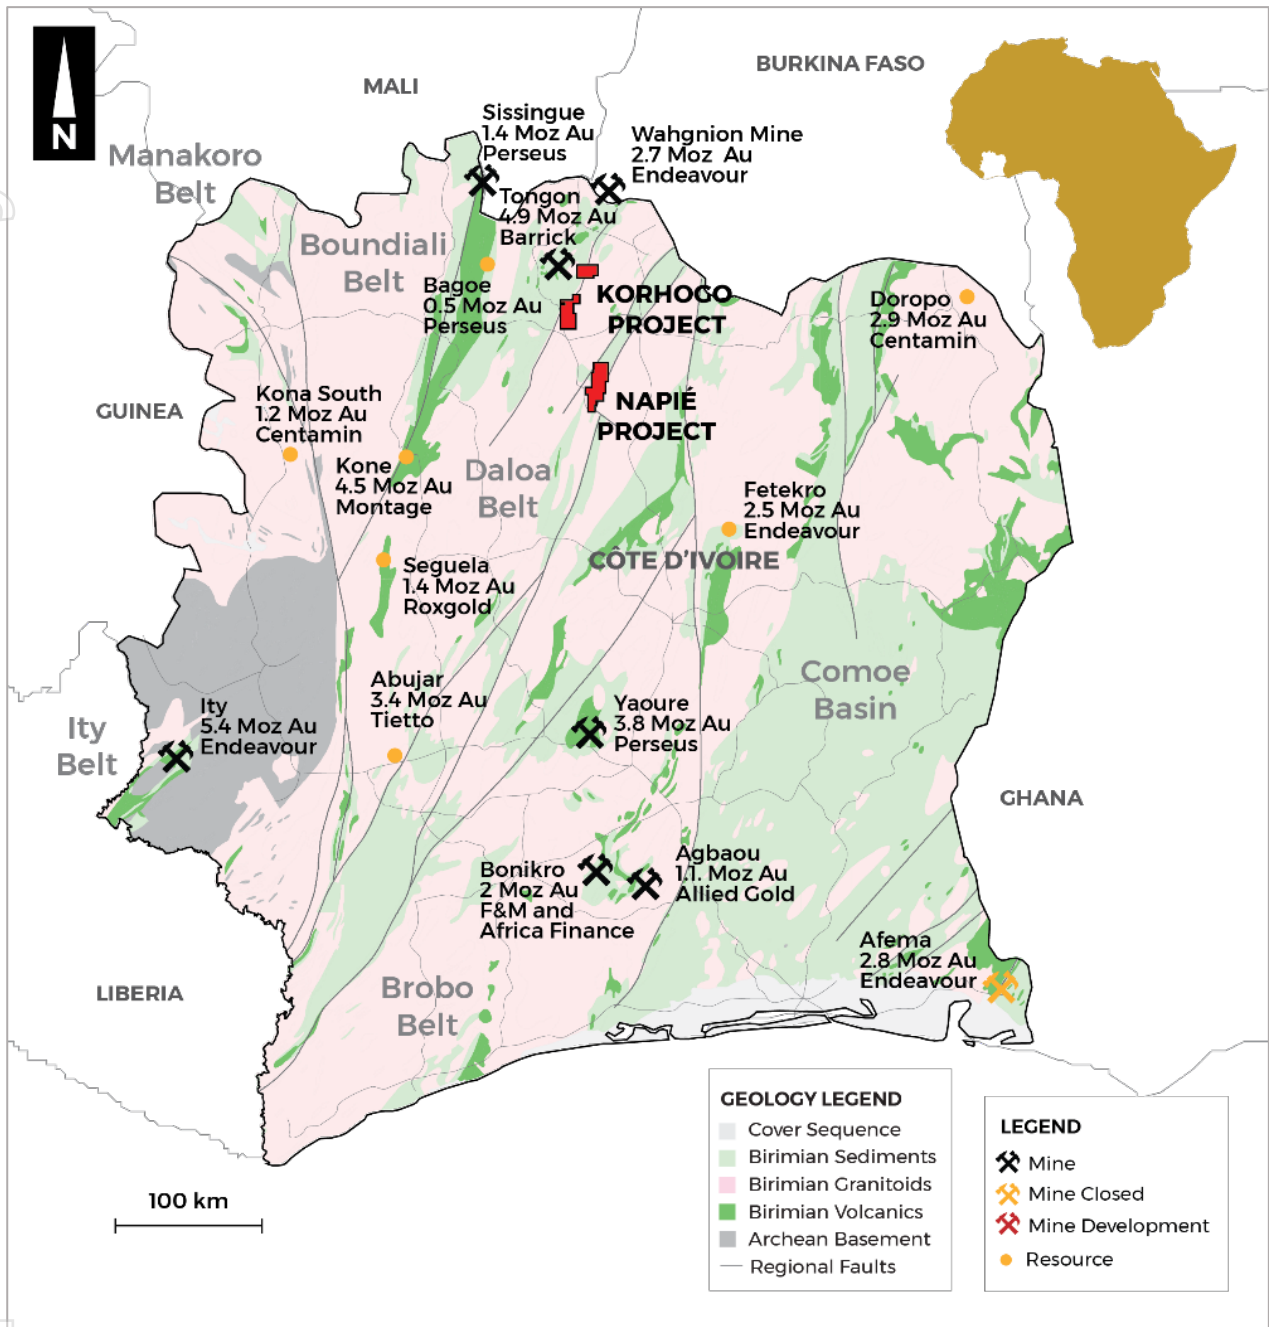 MALI
BURKINA FASO
N
Manakoro
Belt
Sissingue
1.4 Moz Au
Perseus
Wahgnion Mine
2.7 Moz Au
Endeavour
Tongon
4.9 Moz Au
Barrick
Boundiali
Belt
Bagoe
0.5 Moz Au
Perseus
KORHOGO
PROJECT
Doropo
2.9 Moz Au
Centamin
GUINEA
Kona South
1.2 Moz Au
Centamin
NAPIÉ
PROJECT
Kone
4.5 Moz Au
Montage
Daloa
Belt
Fetekro
2.5 Moz Au
Endeavour
CÔTE D'IVOIRE
Seguela
1.4 Moz Au
Roxgold
Comoe
Basin
Abujar
3.4 Moz Au
Tietto
Ity
Belt
Ity
5.4 Moz Au
Endeavour
Yaoure
3.8 Moz Au
Perseus
GHANA
Bonikro
2 Moz Au
F&M and
Africa Finance
Agbaou
1.1. Moz Au
Allied Gold
Afema
2.8 Moz Au
Endeavour
LIBERIA
Brobo
Belt
100 km
GEOLOGY LEGEND
Cover Sequence
Birimian Sediments
Birimian Granitoids
Birimian Volcanics
Archean Basement
Regional Faults
LEGEND
Mine
Mine Closed
Mine Development
Resource